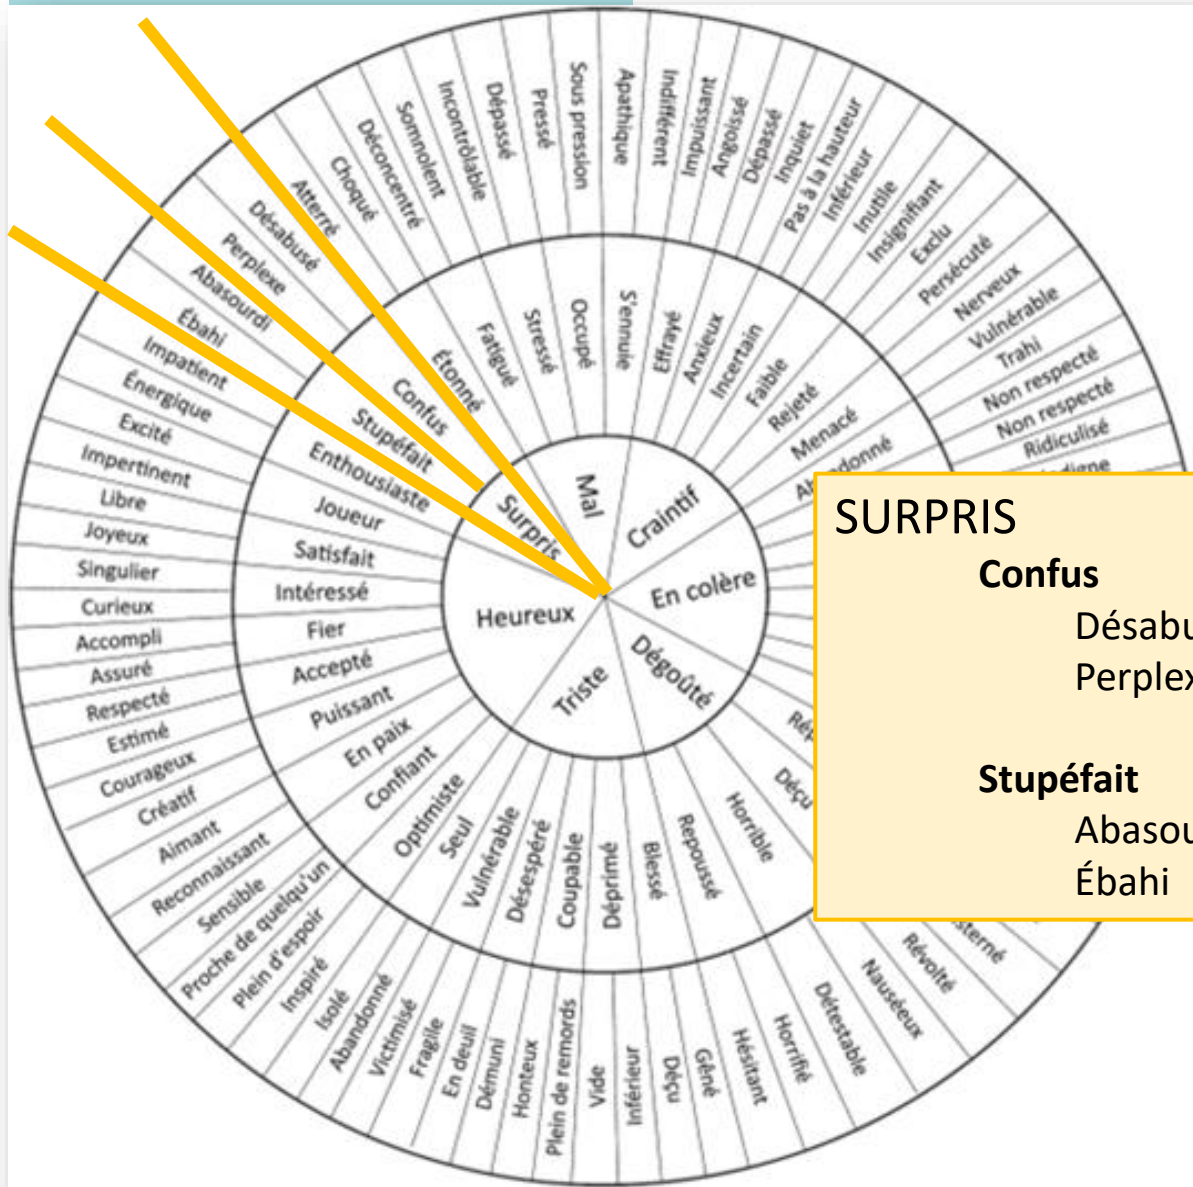 Sous pression
Apathique
Indifférent
Impuissant
Angoissé
Dépassé
Inquiet
Pas à la hauteur
Inférieur
Inutile
Insignifiant
Exclu
Persécuté
Nerveux
Vulnérable
Trahi
Non respecté
Non respecté
Ridiculisé
Révolté
Nauséeux
Détestable
Horrifié
Hésitant
Gêné
Déçu
Inférieur
Vide
Plein de remords
Honteux
Démuni
En deuil
Fragile
Victimisé
Abandonné
Isolé
Inspiré
Plein d'espoir
Proche de quelqu'un
Sensible
Reconnaissant
Aimant
Créatif
Courageux
Estimé
Respecté
Assuré
Accompli
Curieux
Singulier
Joyeux
Libre
Impertinent
Excité
Énergique
Impatient
Ébahi
Abasourdi
Perplexe
Désabusé
Atterré
Choqué
Déconcentré
Somnolent
Incontrôlable
Dépassé
Pressé
S'ennuie
Effrayé
Anxieux
Incertain
Faible
Rejeté
Menacé
Déçu
Horrible
Repoussé
Blessé
Déprimé
Coupable
Désespéré
Vulnérable
Seul
Optimiste
Confiant
En paix
Puissant
Accepté
Fier
Intéressé
Satisfait
Joueur
Enthousiaste
Stupéfait
Confus
Étonné
Fatigué
Stressé
Occupé
Mal
Craintif
En colère
Dégoûté
Triste
Heureux
Surpris
SURPRIS
Confus
Désabu
Perplex
Stupéfait
Abasou
Ébahi